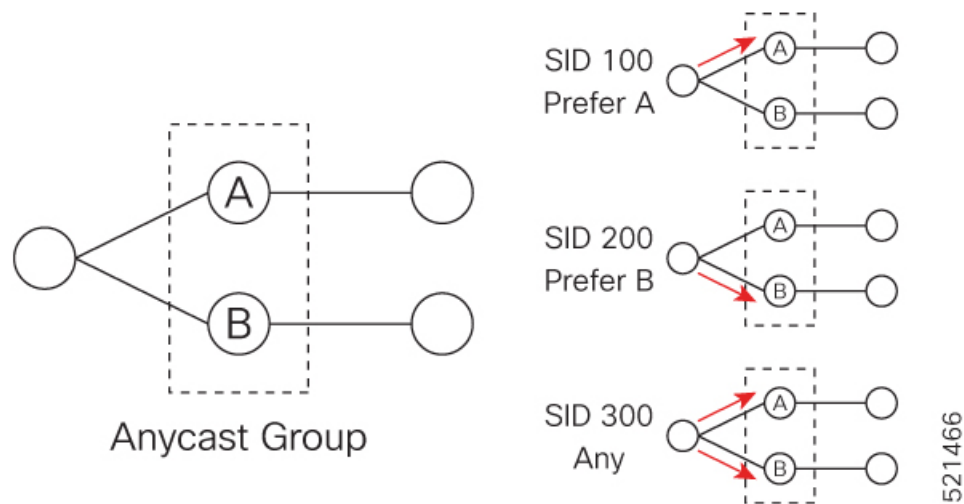 A
B
Anycast Group
SID 100
Prefer A
A
B
SID 200
Prefer B
A
B
SID 300
Any
A
B
521466